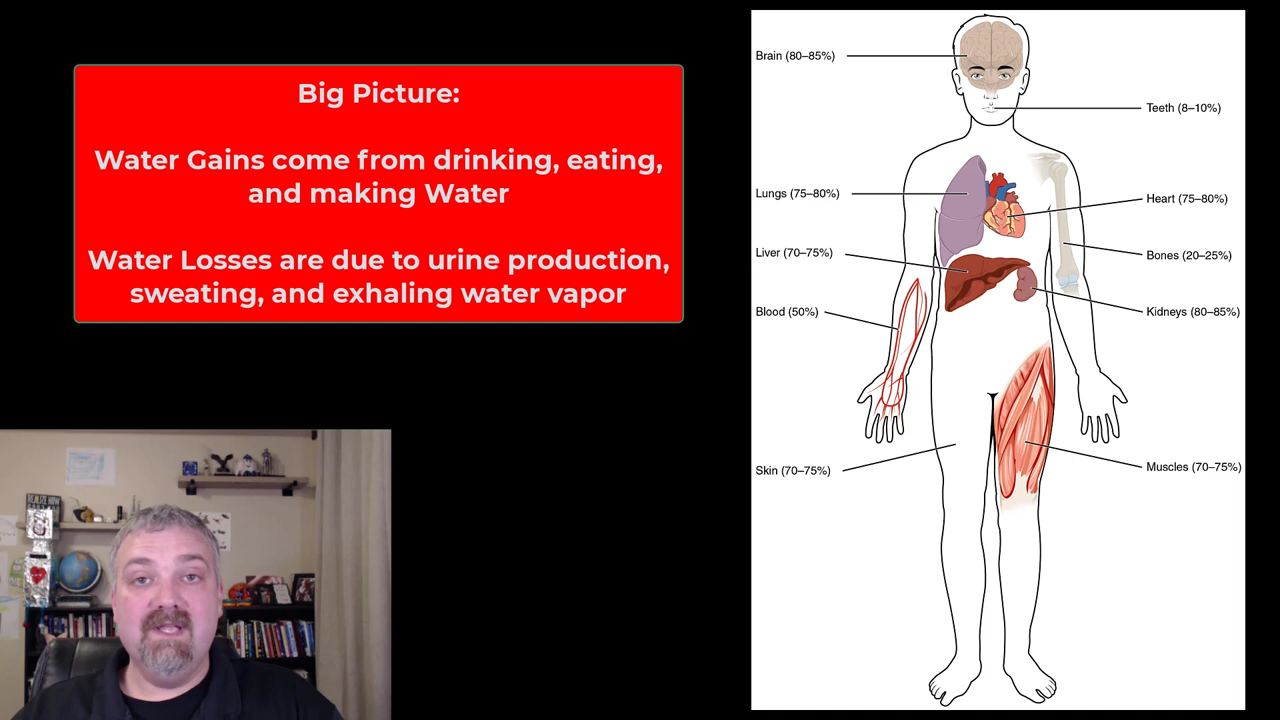 Big Picture:
Water Gains come from drinking, eating,
and making Water
Water Losses are due to urine production,
sweating, and exhaling water vapor
Brain (80–85%)
Teeth (8–10%)
Lungs (75–80%)
Heart (75–80%)
Liver (70–75%)
Bones (20–25%)
Blood (50%)
Kidneys (80–85%)
Skin (70–75%)
Muscles (70–75%)